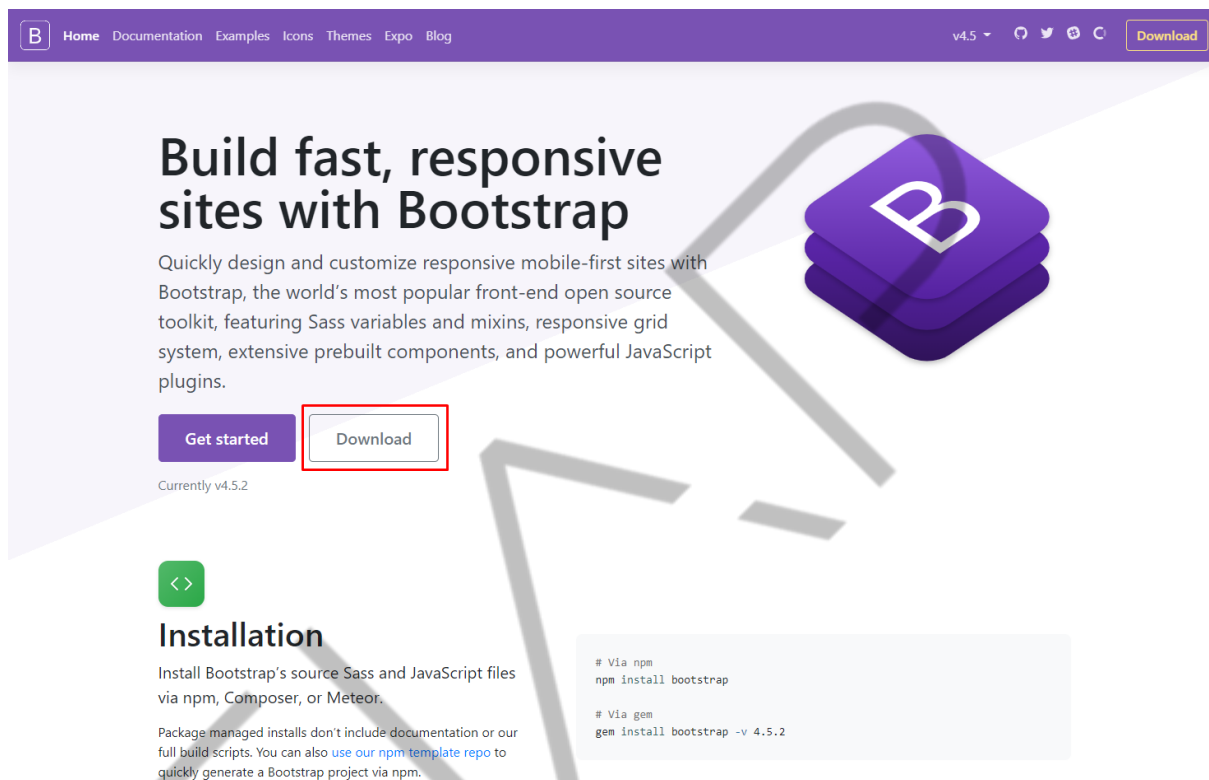 B Home Documentation Examples Icons Themes Expo Blog v4.5 Download
Build fast, responsive
sites with Bootstrap
B
Quickly design and customize responsive mobile-first sites with
Bootstrap, the world’s most popular front-end open source
toolkit, featuring Sass variables and mixins, responsive grid
system, extensive prebuilt components, and powerful JavaScript
plugins.
Get started Download
Currently v4.5.2
Installation
Install Bootstrap’s source Sass and JavaScript files
via npm, Composer, or Meteor.
Package managed installs don’t include documentation or our
full build scripts. You can also use our npm template repo to
quickly generate a Bootstrap project via npm.
# Via npm
npm install bootstrap
# Via gem
gem install bootstrap -v 4.5.2